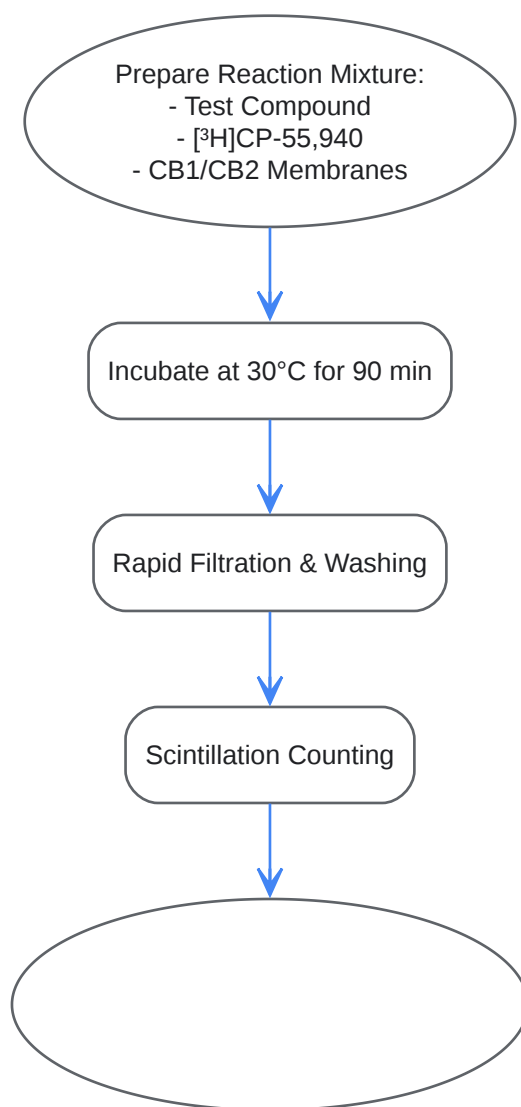 Prepare Reaction Mixture:
- Test Compound
- [³H]CP-55,940
- CB1/CB2 Membranes
Incubate at 30°C for 90 min
Rapid Filtration & Washing
Scintillation Counting